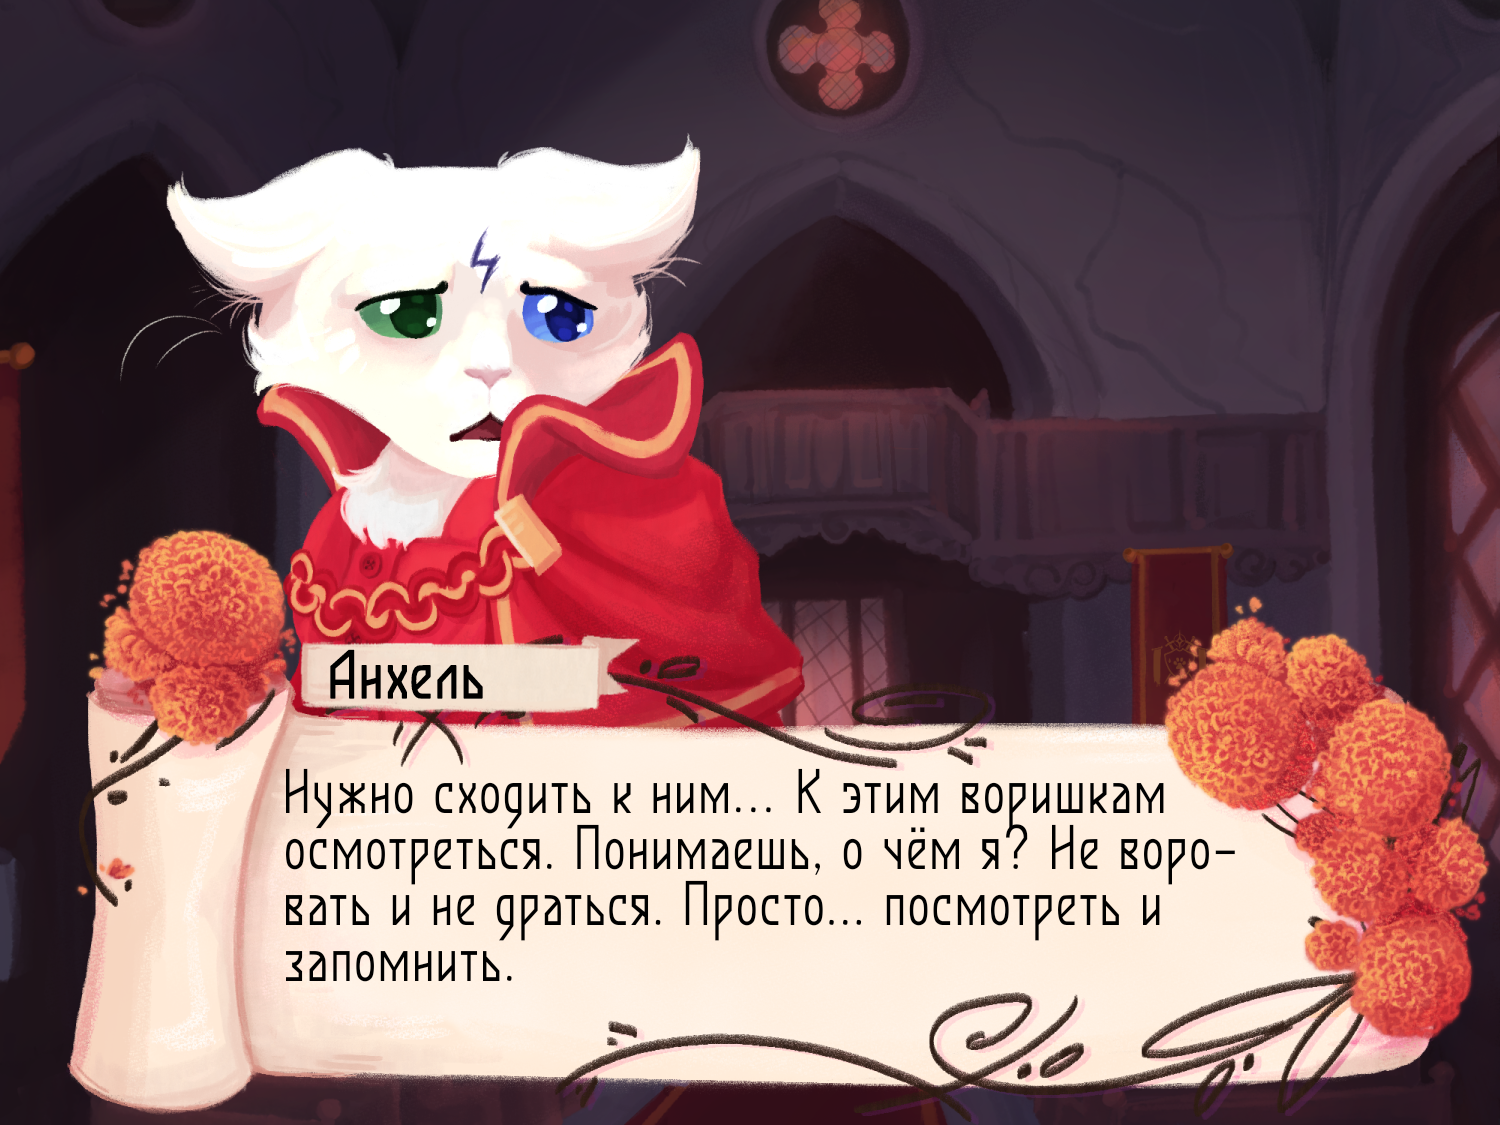 Анхель
Нужно сходить к ним... К этим воришкам
осмотреться. Понимаешь, о чём я? Не воро-
вать и не драться. Просто... посмотреть и
запомнить.